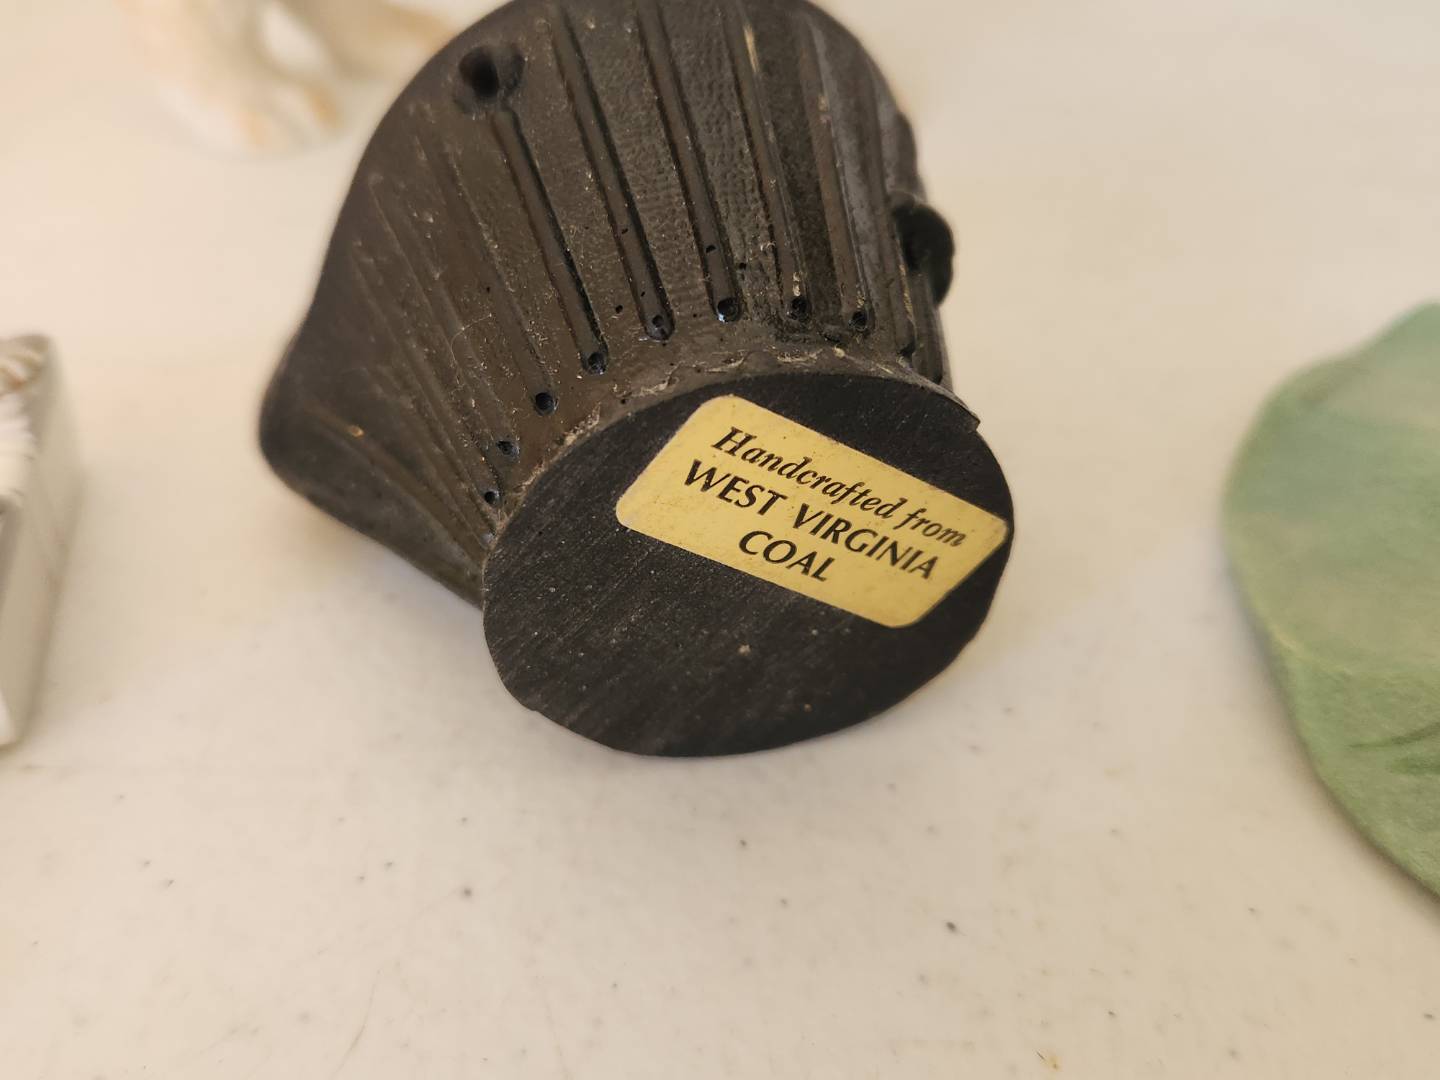 Handcrafted from
WEST VIRGINIA
COAL